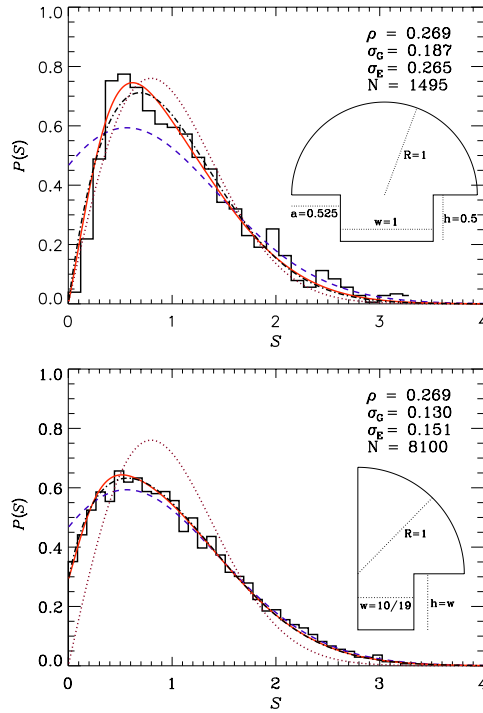 ρ = 0.269
σG = 0.187
σE = 0.265
N = 1495
R=1
a=0.525
w=1
h=0.5
P(S)
1.0
0.8
0.6
0.4
0.2
0.0
0 1 2 3 4
S
ρ = 0.269
σG = 0.130
σE = 0.151
N = 8100
R=1
w=10/19
h=w
P(S)
1.0
0.8
0.6
0.4
0.2
0.0
0 1 2 3 4
S